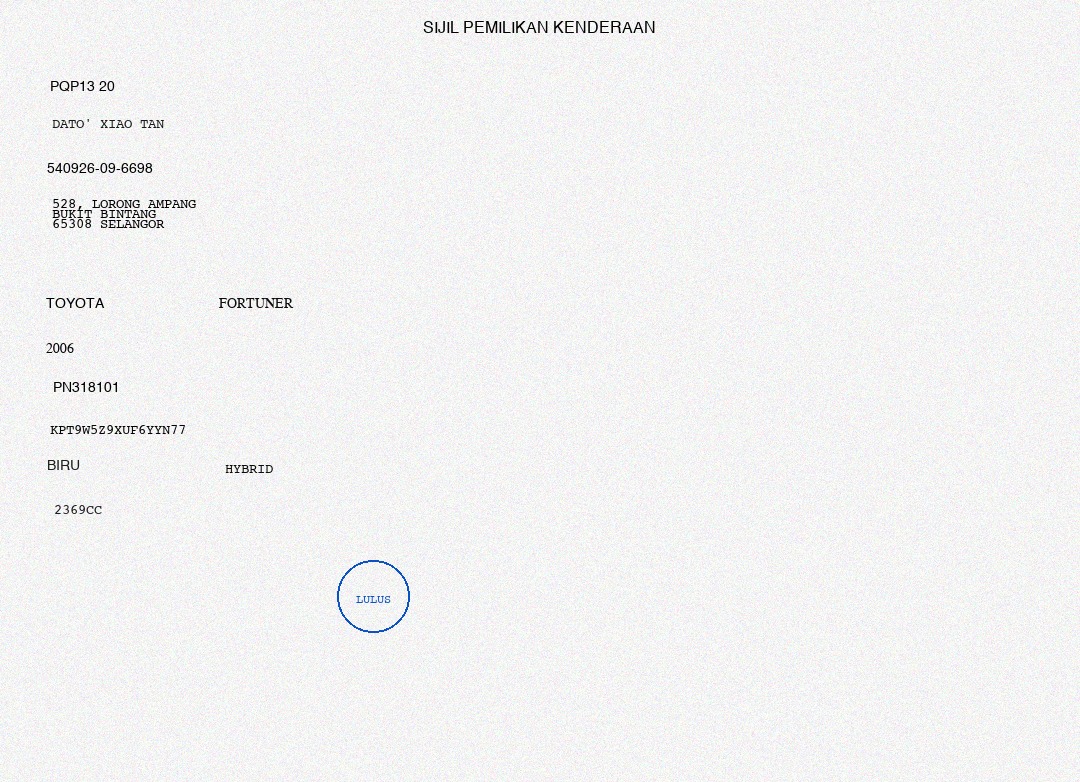 SIJIL PEMILIKAN KENDERAAN
PQP13 20
DATO' XIAO TAN
540926-09-6698
528, LORONG AMPANG
BUKIT BINTANG
65308 SELANGOR
TOYOTA FORTUNER
2006
PN318101
KPT9W5Z9XUF6YYN77
BIRU HYBRID
2369CC
LULUS